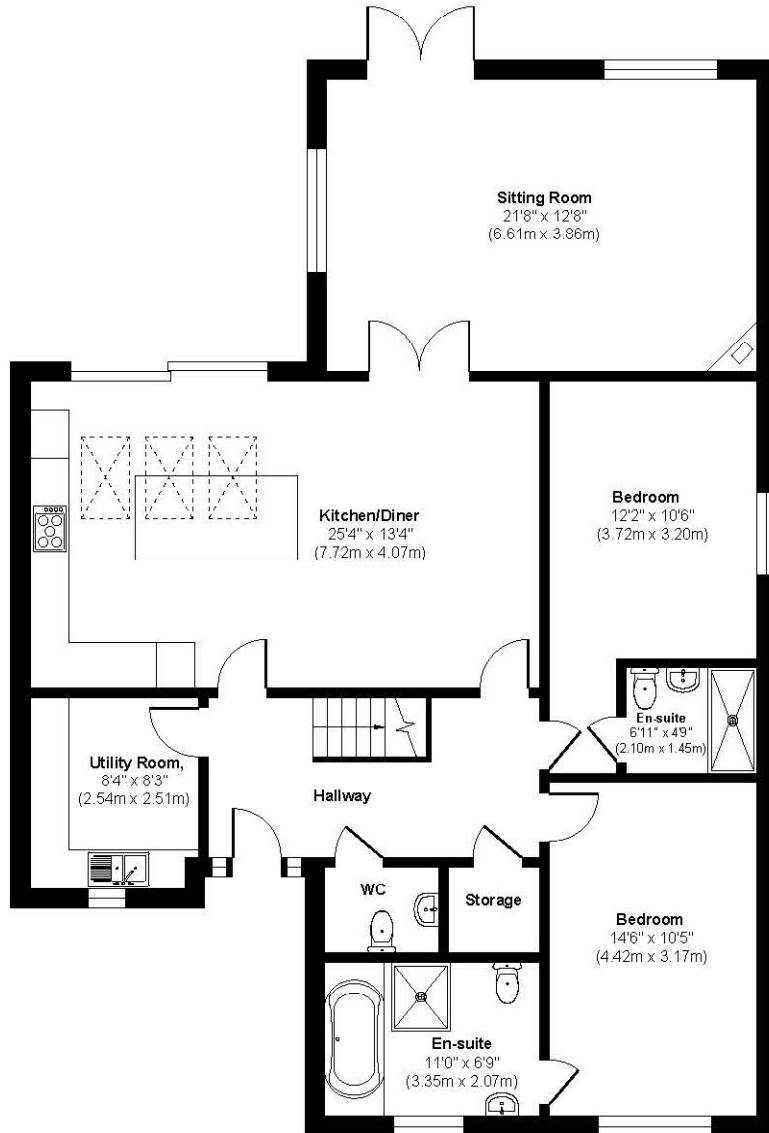 Sitting Room
21'8" x 12'8"
(6.61m x 3.86m)
Kitchen/Diner
25'4" x 13'4"
(7.72m x 4.07m)
Bedroom
12'2" x 10'6"
(3.72m x 3.20m)
En-suite
6'11" x 4'9"
(2.10m x 1.45m)
Utility Room,
8'4" x 8'3"
(2.54m x 2.51m)
Hallway
WC
Storage
Bedroom
14'6" x 10'5"
(4.42m x 3.17m)
En-suite
11'0" x 6'9"
(3.35m x 2.07m)